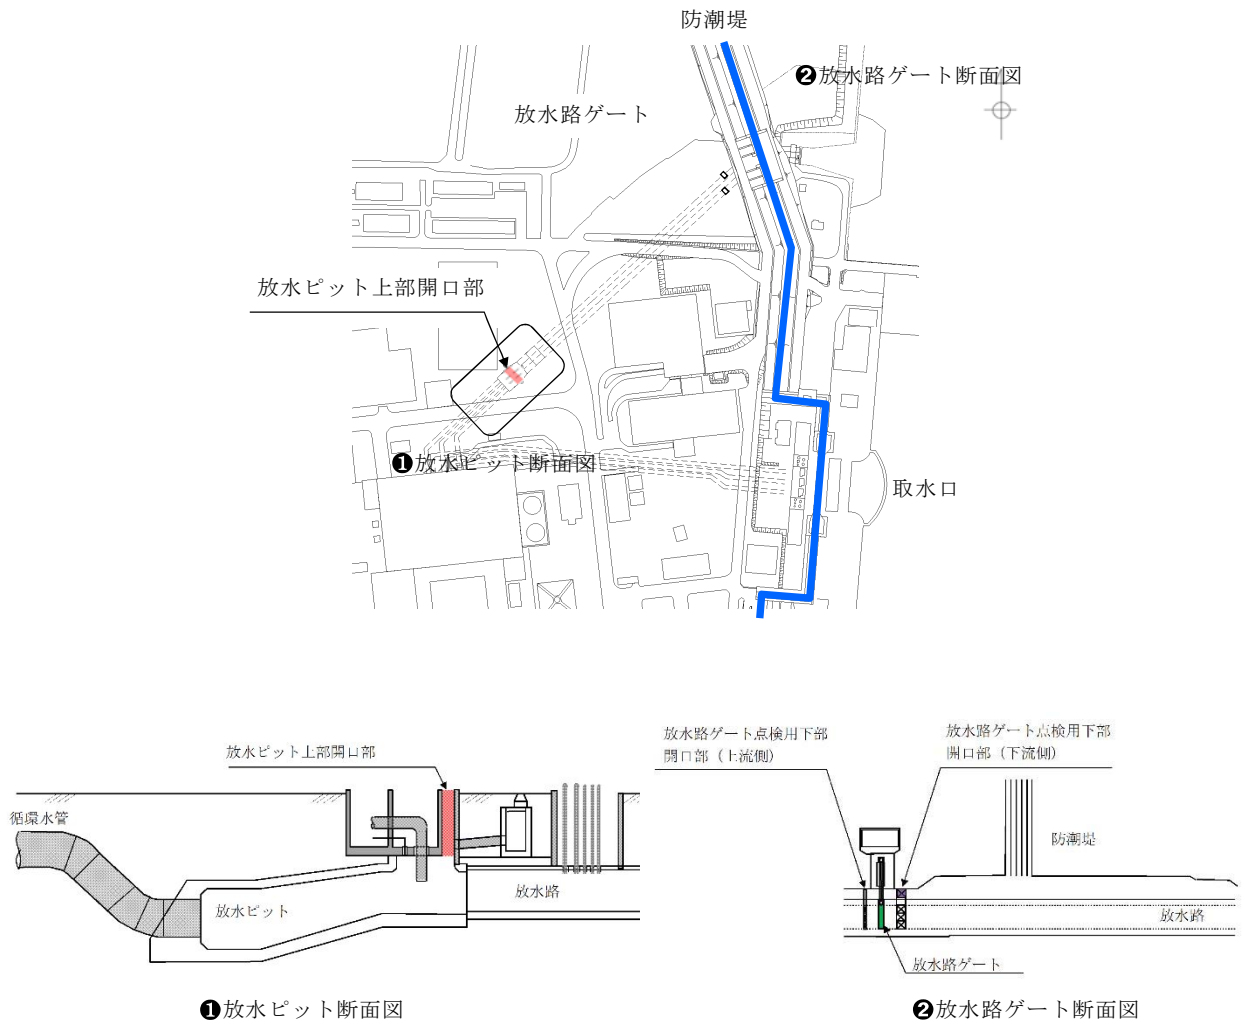 防潮堤
❷放水路ゲート断面図
放水路ゲート
放水ピット上部開口部
❶放水ピット断面図
取水口
放水ピット上部開口部
循環水管
放水ピット
放水路
❶放水ピット断面図
放水路ゲート点検用下部
開口部（上流側）
放水路ゲート点検用下部
開口部（下流側）
防潮堤
放水路
放水路ゲート
❷放水路ゲート断面図